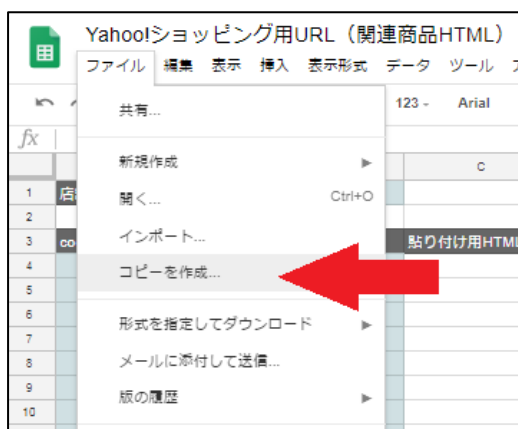 Yahoo!ショッピング用URL（関連商品HTML）
ファイル 編集 表示 挿入 表示形式 データ ツール
共有... 123 Arial
fx
新規作成 C
1 店
開く... Ctrl+O
2
3 co インポート... 貼り付け用HTM
4 コピーを作成...
5
6 形式を指定してダウンロード
7
8 メールに添付して送信...
9 版の履歴
10